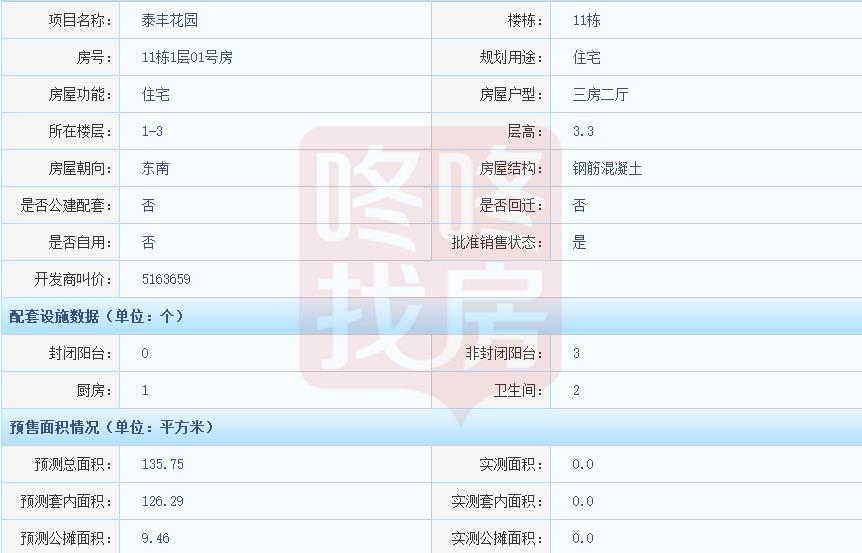 项目名称： 泰丰花园 楼栋： 11栋
房号： 11栋1层01号房 规划用途： 住宅
房屋功能： 住宅 房屋户型： 三房二厅
所在楼层： 1-3 层高： 3.3
房屋朝向： 东南 房屋结构： 钢筋混凝土
是否公建配套： 否 是否回迁： 否
是否自用： 否 批准销售状态： 是
开发商叫价： 5163659
配套设施数据（单位：个）
封闭阳台： 0 非封闭阳台： 3
厨房： 1 卫生间： 2
预售面积情况（单位：平方米）
预测总面积： 135.75 实测面积： 0.0
预测套内面积： 126.29 实测套内面积： 0.0
预测公摊面积： 9.46 实测公摊面积： 0.0
咚咚
找房